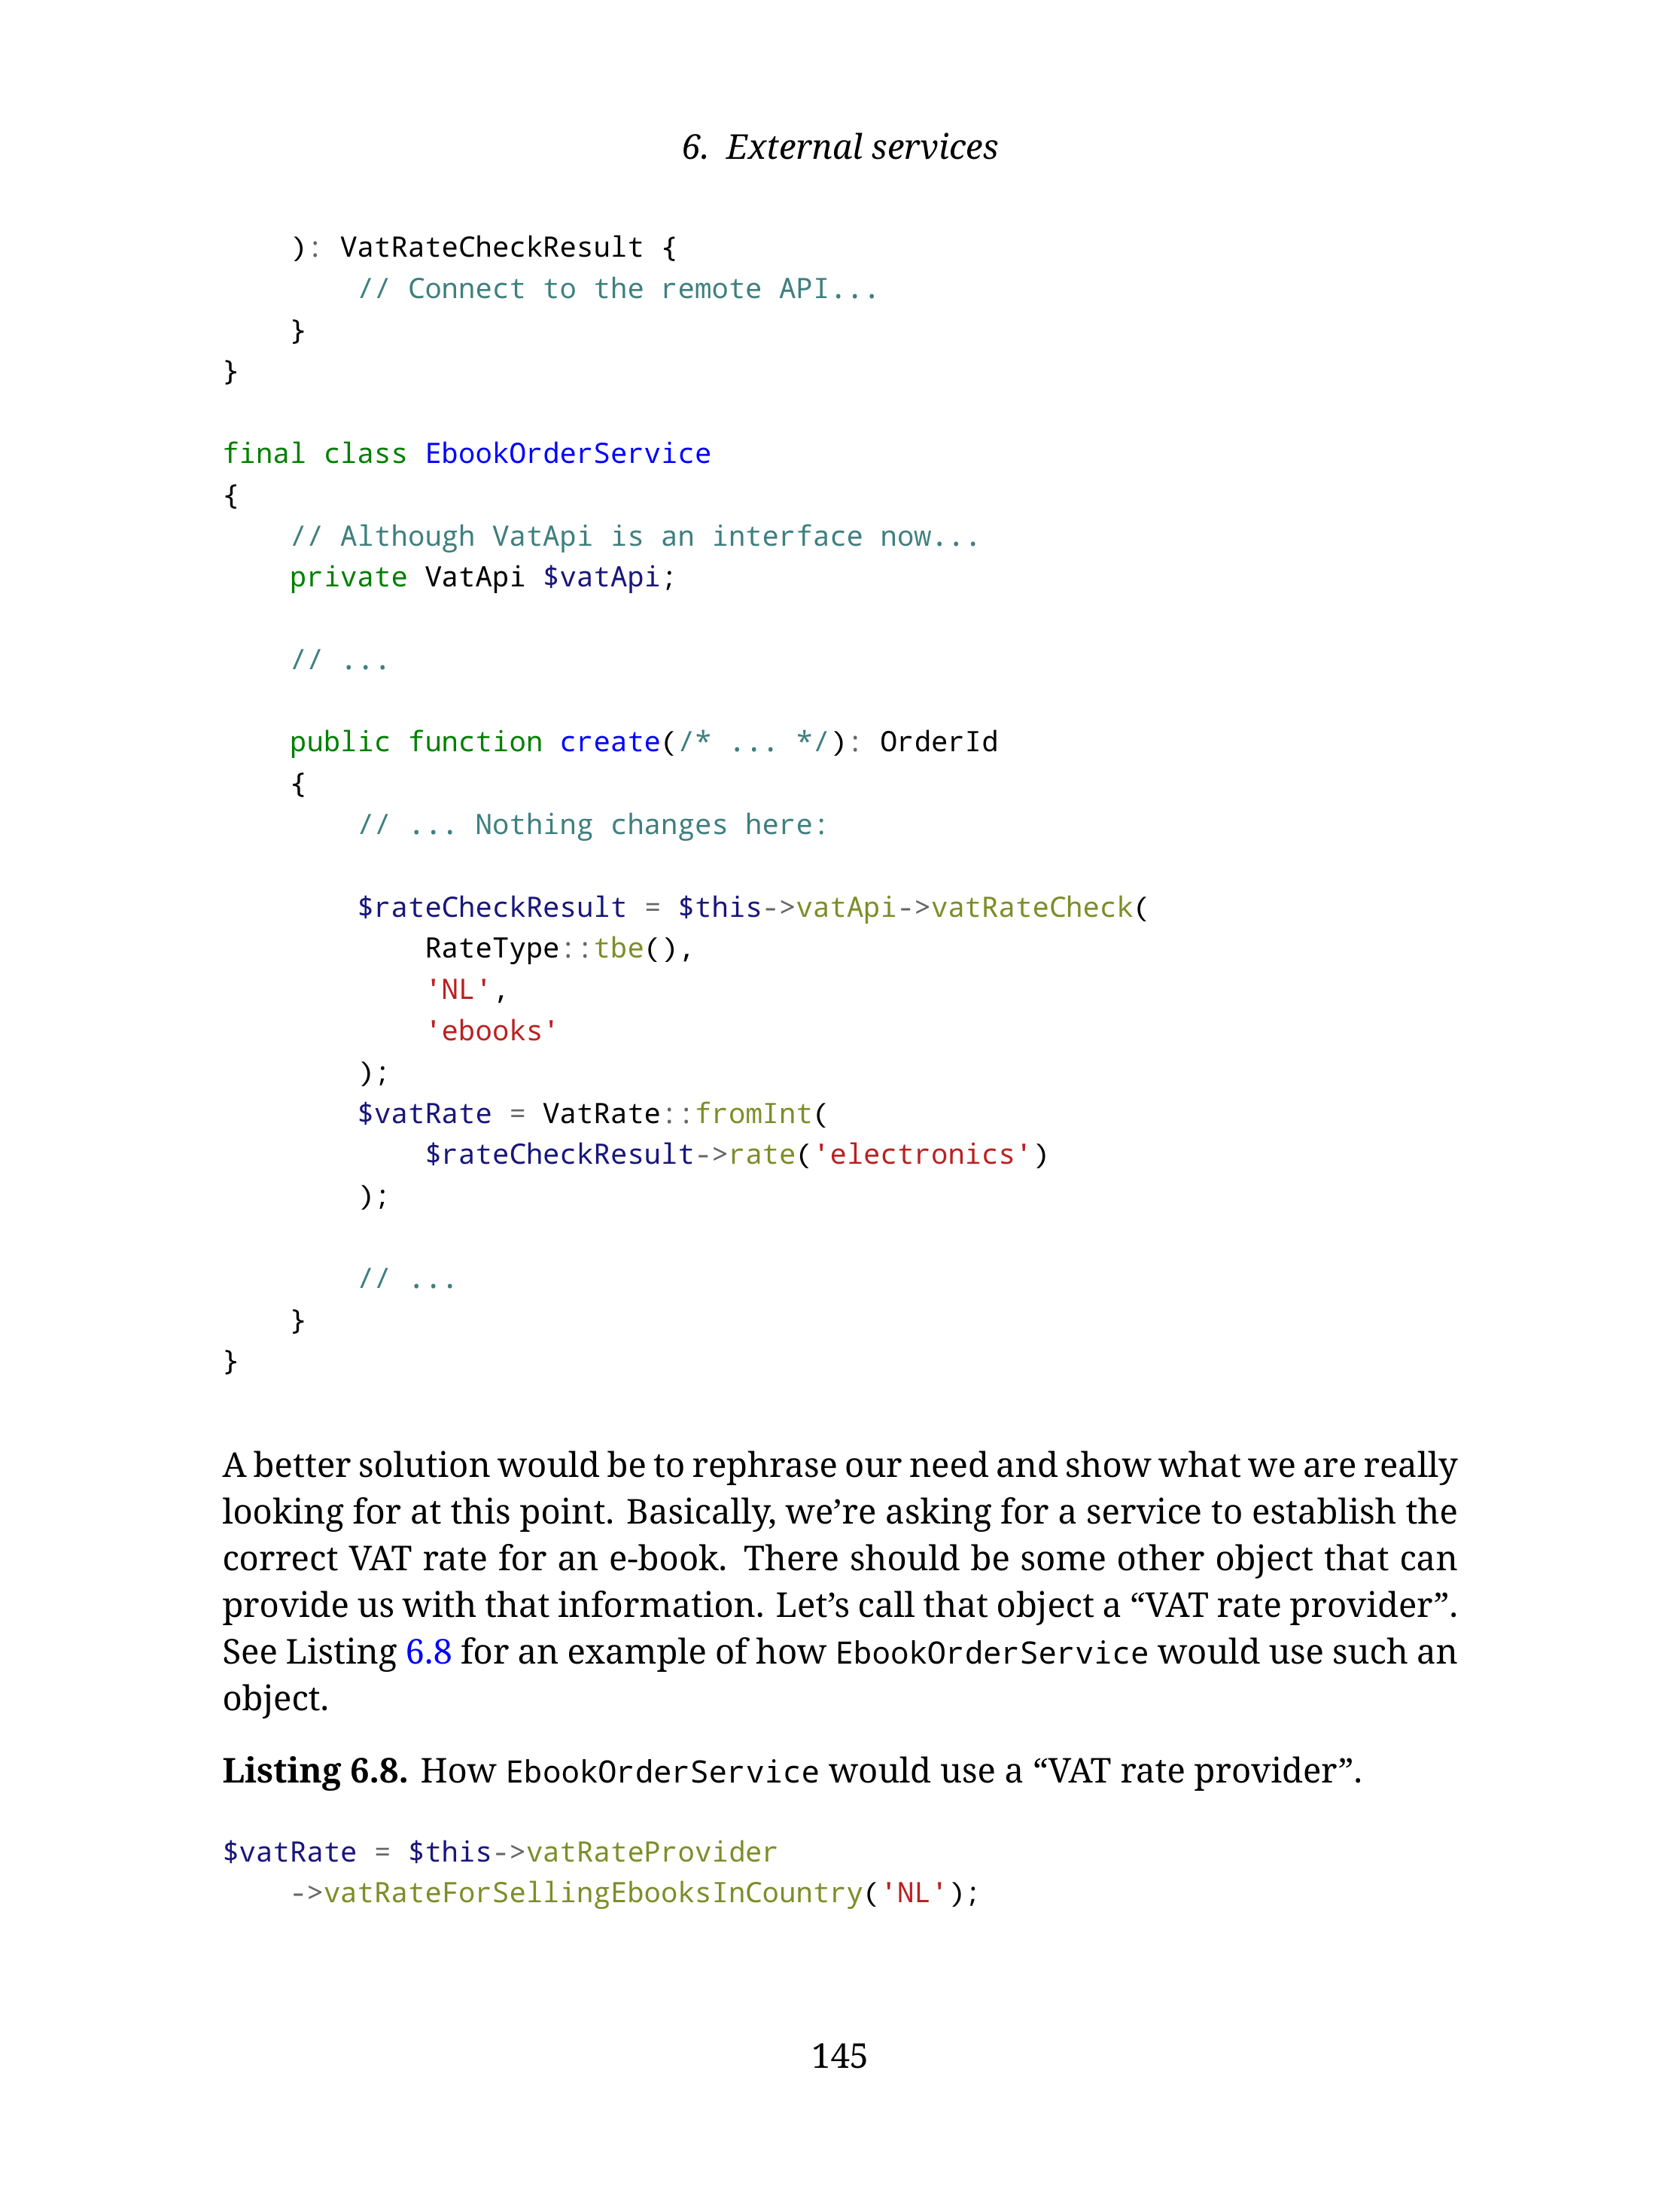 6. External services
    ): VatRateCheckResult {
        // Connect to the remote API...
    }
}
final class EbookOrderService
{
    // Although VatApi is an interface now...
    private VatApi $vatApi;
    // ...
    public function create(/* ... */): OrderId
    {
        // ... Nothing changes here:
        $rateCheckResult = $this->vatApi->vatRateCheck(
            RateType::tbe(),
            'NL',
            'ebooks'
        );
        $vatRate = VatRate::fromInt(
            $rateCheckResult->rate('electronics')
        );
        // ...
    }
}
A better solution would be to rephrase our need and show what we are really
looking for at this point. Basically, we’re asking for a service to establish the
correct VAT rate for an e-book. There should be some other object that can
provide us with that information. Let’s call that object a “VAT rate provider”.
See Listing 6.8 for an example of how EbookOrderService would use such an
object.
Listing 6.8. How EbookOrderService would use a “VAT rate provider”.
$vatRate = $this->vatRateProvider
    ->vatRateForSellingEbooksInCountry('NL');
145